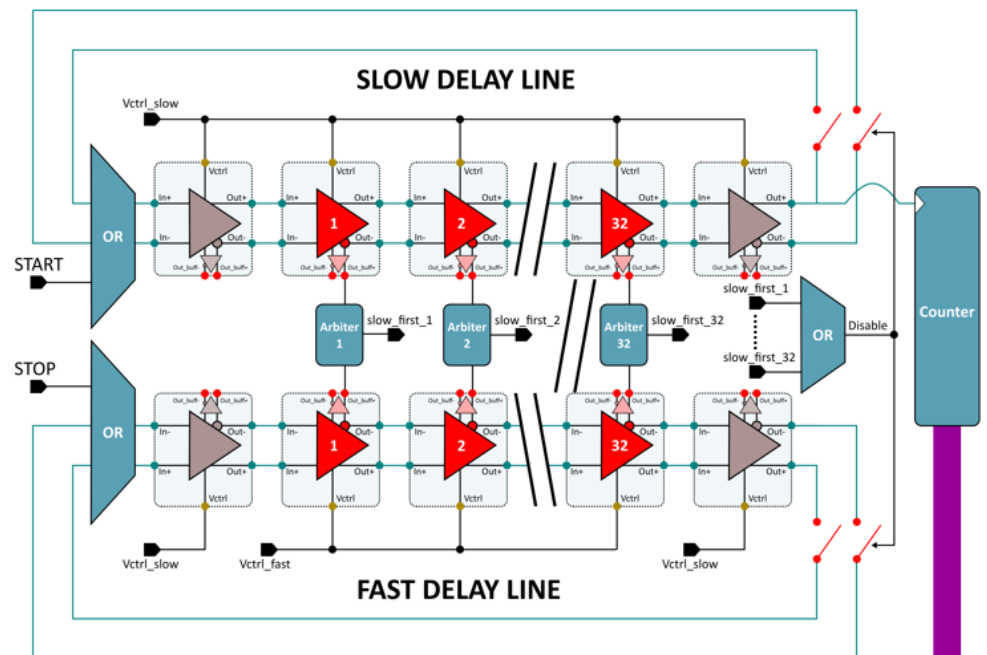 SLOW DELAY LINE
Vctrl_slow
Vctrl Vctrl Vctrl Vctrl Vctrl
In+ Out+ In+ Out+ In+ Out+ In+ Out+ In+ Out+
OR 1 2 32
In- Out- In- Out- In- Out- In- Out- In- Out-
START
Out_buff- Out_buff+ Out_buff- Out_buff+ Out_buff- Out_buff+ Out_buff- Out_buff+ Out_buff- Out_buff+
slow_first_1
Arbiter
1
slow_first_1
Arbiter
2
slow_first_2
Arbiter
32
slow_first_32
OR
Disable
Counter
slow_first_32
STOP
Out_buff- Out_buff+ Out_buff- Out_buff+ Out_buff- Out_buff+ Out_buff- Out_buff+ Out_buff- Out_buff+
In- Out- In- Out- In- Out- In- Out- In- Out-
OR 1 2 32
In+ Out+ In+ Out+ In+ Out+ In+ Out+ In+ Out+
Vctrl Vctrl Vctrl Vctrl Vctrl
Vctrl_slow Vctrl_fast Vctrl_slow
FAST DELAY LINE